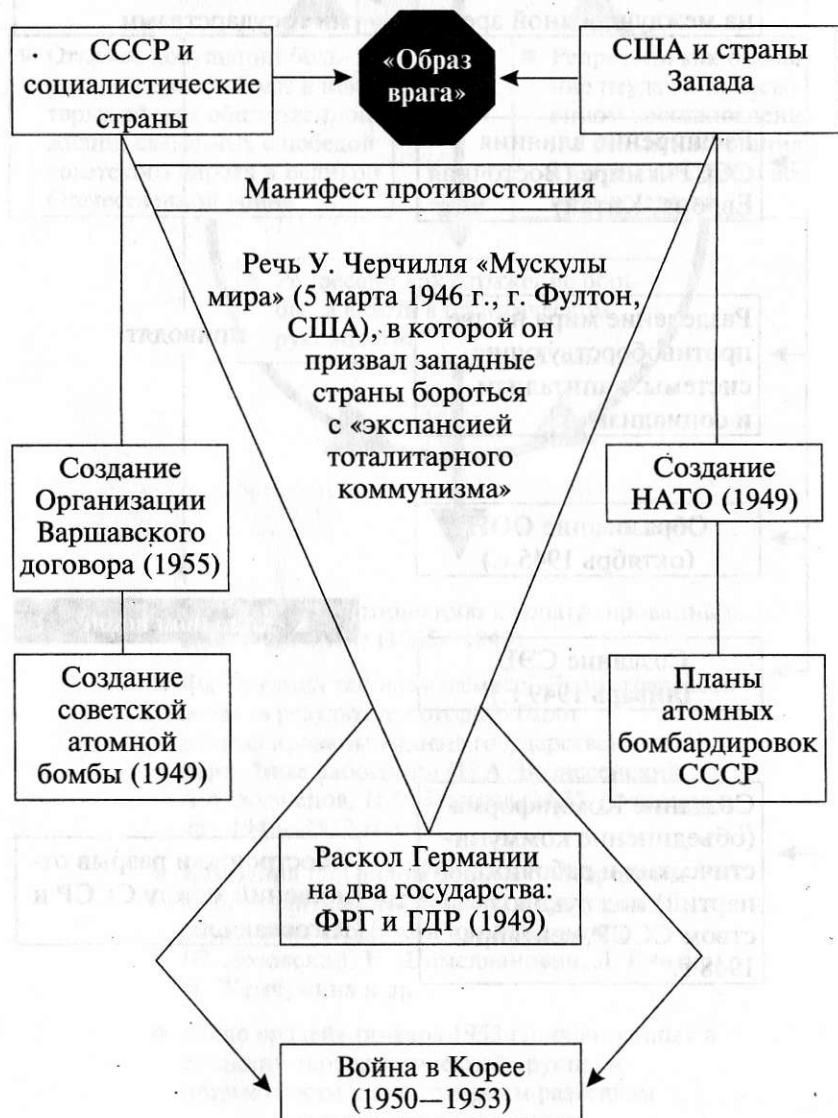 СССР и
социалистические
страны
«Образ
врага»
США и страны
Запада
Манифест противостояния
Речь У. Черчилля «Мускулы
мира» (5 марта 1946 г., г. Фултон,
США), в которой он
призвал западные
страны бороться
с «экспансией
тоталитарного
коммунизма»
Создание
Организации
Варшавского
договора (1955)
Создание
НАТО (1949)
Создание
советской
атомной
бомбы (1949)
Планы
атомных
бомбардировок
СССР
Раскол Германии
на два государства:
ФРГ и ГДР (1949)
Война в Корее
(1950—1953)